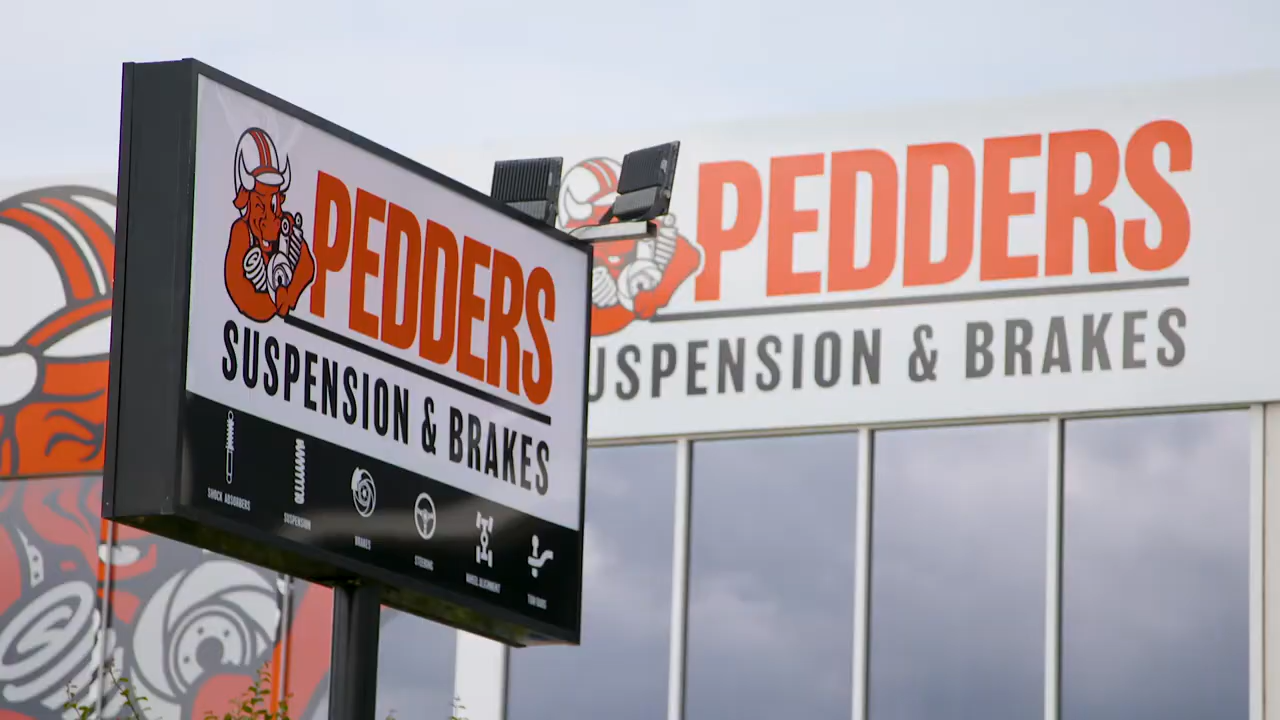 PEDDERS
SUSPENSION & BRAKES
SHOCK ABSORBERS
SUSPENSION
BRAKES
STEERING
WHEEL ALIGNMENT
TOW BARS
PEDDERS
USPENSION & BRAKES